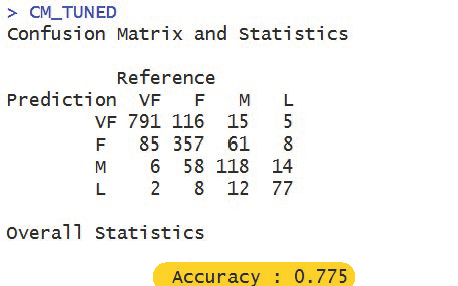 > CM_TUNED
Confusion Matrix and Statistics
Reference
Prediction VF F M L
VF 791 116 15 5
F 85 357 61 8
M 6 58 118 14
L 2 8 12 77
Overall Statistics
Accuracy : 0.775